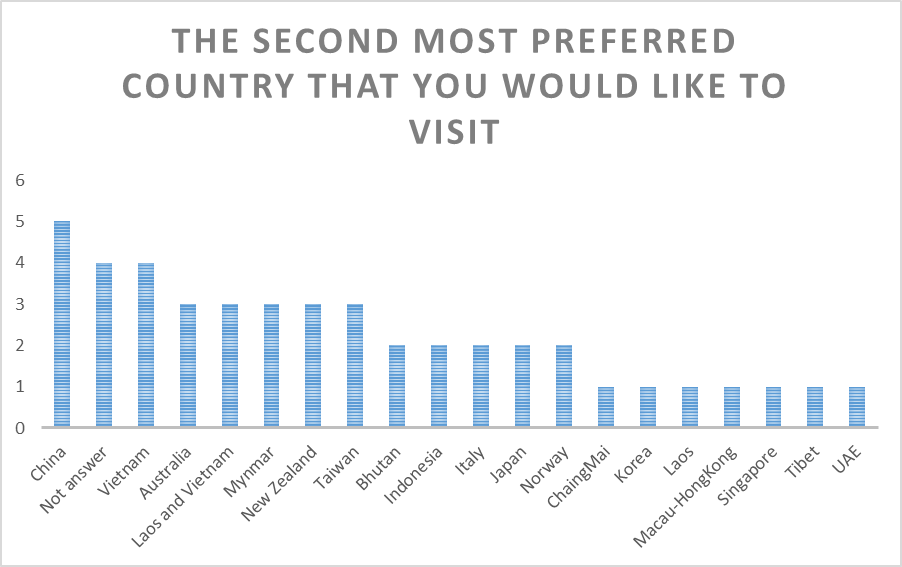 THE SECOND MOST PREFERRED
COUNTRY THAT YOU WOULD LIKE TO
VISIT
6
5
4
3
2
1
0
China
Not answer
Vietnam
Australia
Laos and Vietnam
Mynmar
New Zealand
Taiwan
Bhutan
Indonesia
Italy
Japan
Norway
ChaingMai
Korea
Laos
Macau-HongKong
Singapore
Tibet
UAE